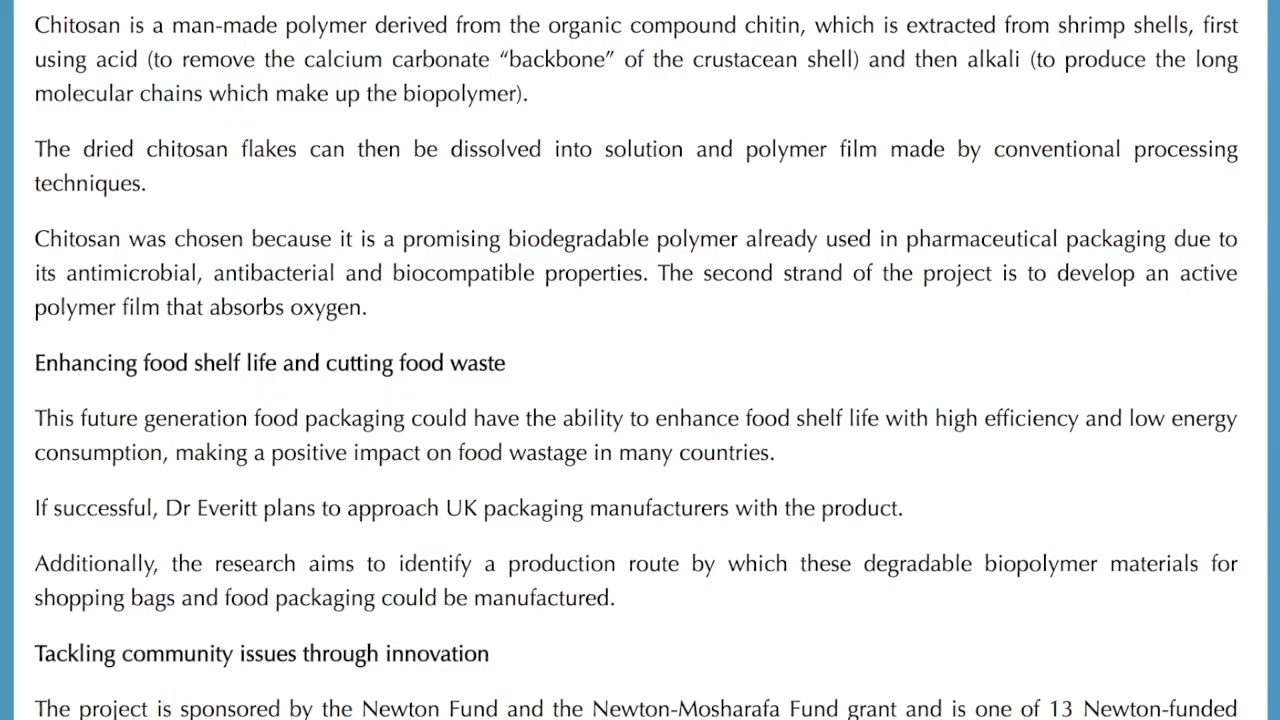 Chitosan is a man-made polymer derived from the organic compound chitin, which is extracted from shrimp shells, first
using acid (to remove the calcium carbonate “backbone” of the crustacean shell) and then alkali (to produce the long
molecular chains which make up the biopolymer).
The dried chitosan flakes can then be dissolved into solution and polymer film made by conventional processing
techniques.
Chitosan was chosen because it is a promising biodegradable polymer already used in pharmaceutical packaging due to
its antimicrobial, antibacterial and biocompatible properties. The second strand of the project is to develop an active
polymer film that absorbs oxygen.
Enhancing food shelf life and cutting food waste
This future generation food packaging could have the ability to enhance food shelf life with high efficiency and low energy
consumption, making a positive impact on food wastage in many countries.
If successful, Dr Everitt plans to approach UK packaging manufacturers with the product.
Additionally, the research aims to identify a production route by which these degradable biopolymer materials for
shopping bags and food packaging could be manufactured.
Tackling community issues through innovation
The project is sponsored by the Newton Fund and the Newton-Mosharafa Fund grant and is one of 13 Newton-funded